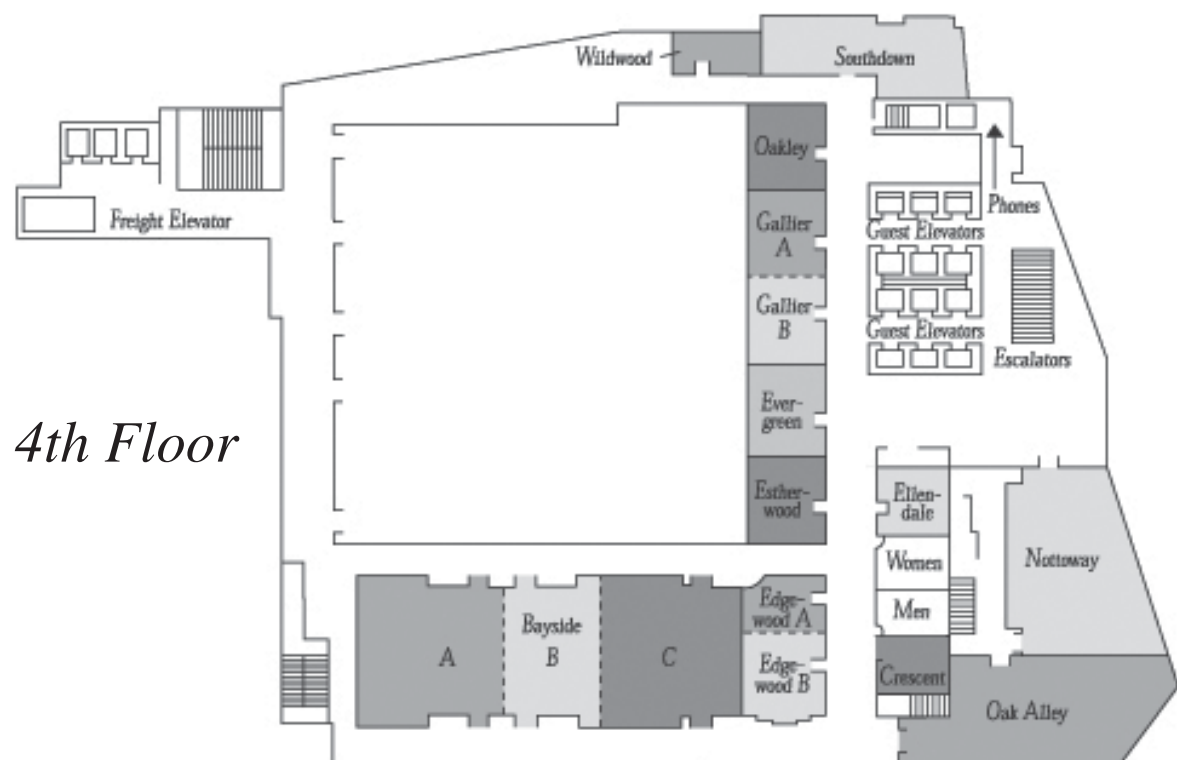 Wildwood
Southdown
Oakley
Freight Elevator
Phones
Gallier
A
Guest Elevators
Gallier
B
Guest Elevators
Escalators
Ever-
green
4th Floor
Esther-
wood
Ellen-
dale
Women
Nottoway
Men
Edge-
wood A
Bayside
A
B
C
Edge-
wood B
Crescent
Oak Alley